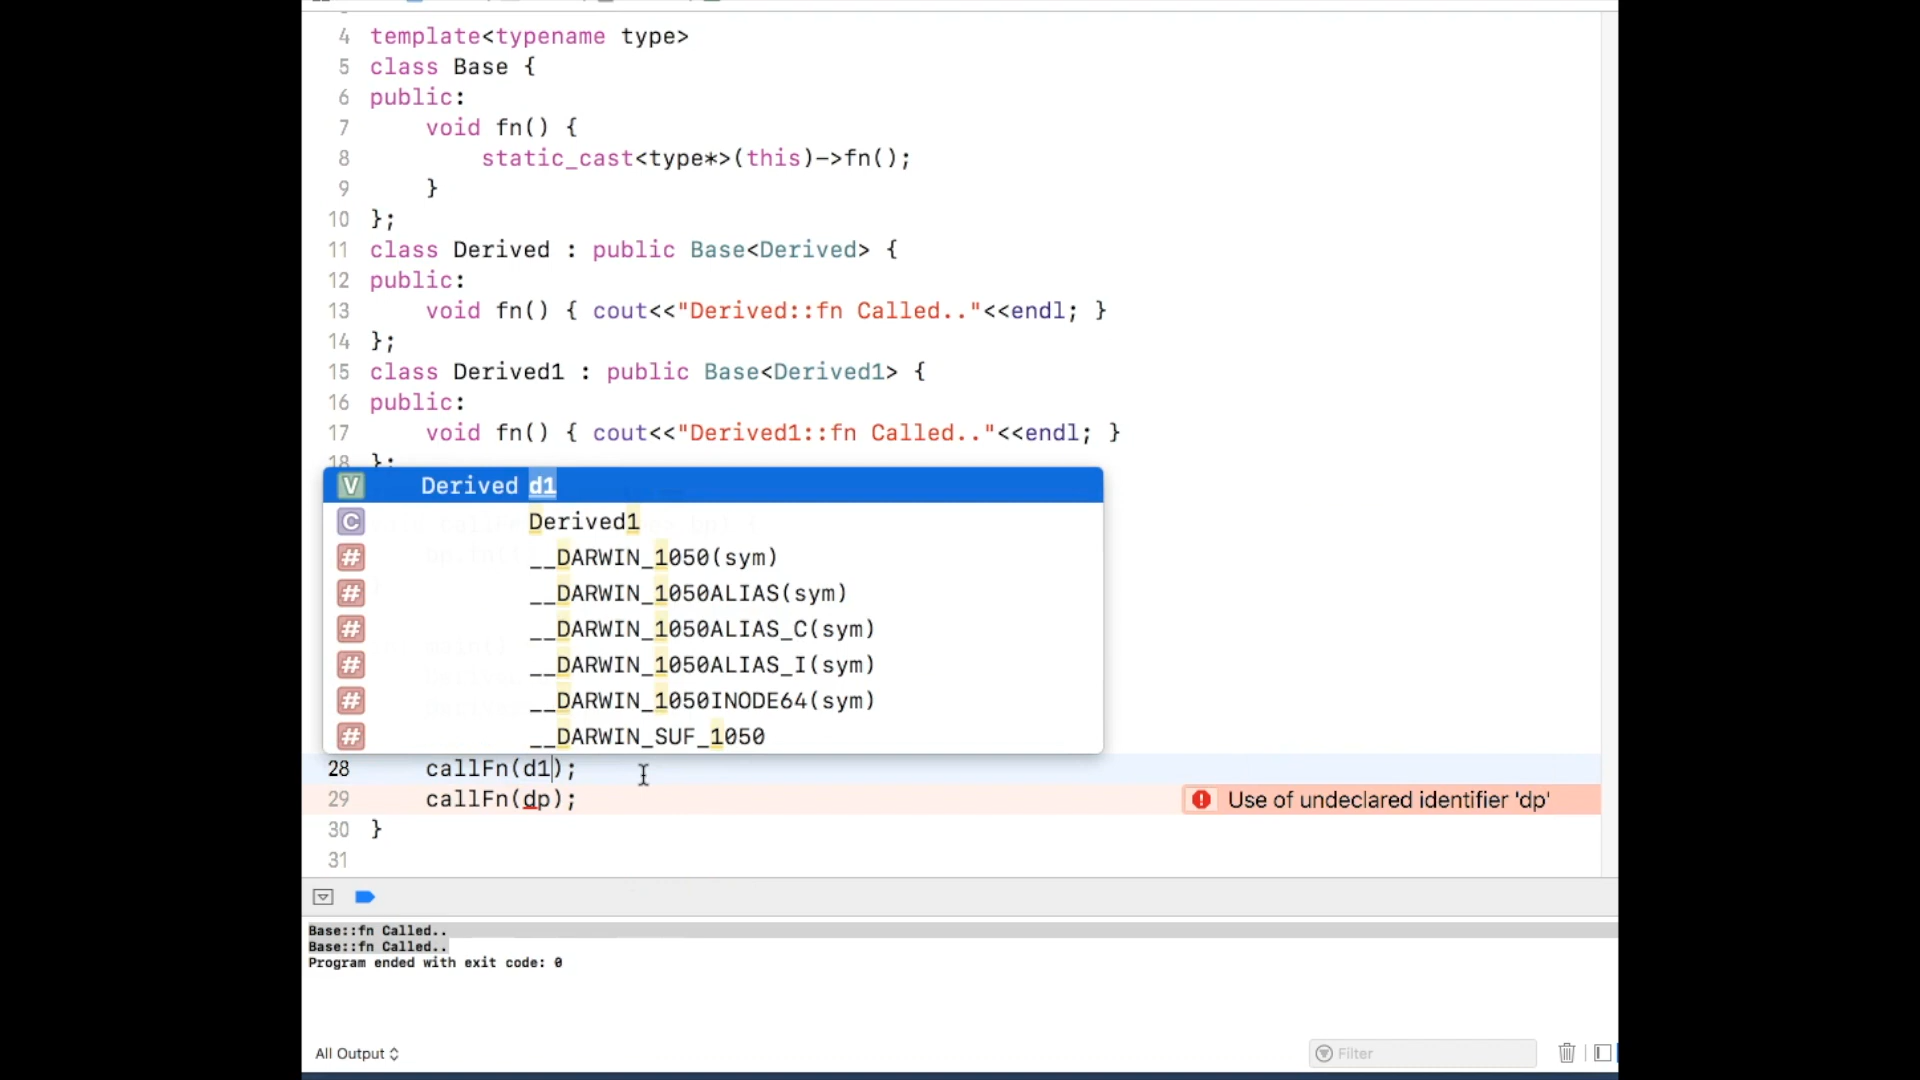 4 template<typename type>
5 class Base {
6 public:
7 void fn() {
8 static_cast<type*>(this)->fn();
9 }
10 };
11 class Derived : public Base<Derived> {
12 public:
13 void fn() { cout<<"Derived::fn Called.."<<endl; }
14 };
15 class Derived1 : public Base<Derived1> {
16 public:
17 void fn() { cout<<"Derived1::fn Called.."<<endl; }
18 };
V Derived d1
C Derived1
# __DARWIN_1050(sym)
# __DARWIN_1050ALIAS(sym)
# __DARWIN_1050ALIAS_C(sym)
# __DARWIN_1050ALIAS_I(sym)
# __DARWIN_1050INODE64(sym)
# __DARWIN_SUF_1050
28 callFn(d1);
29 callFn(dp); Use of undeclared identifier 'dp'
30 }
31
Base::fn Called..
Base::fn Called..
Program ended with exit code: 0
All Output Filter